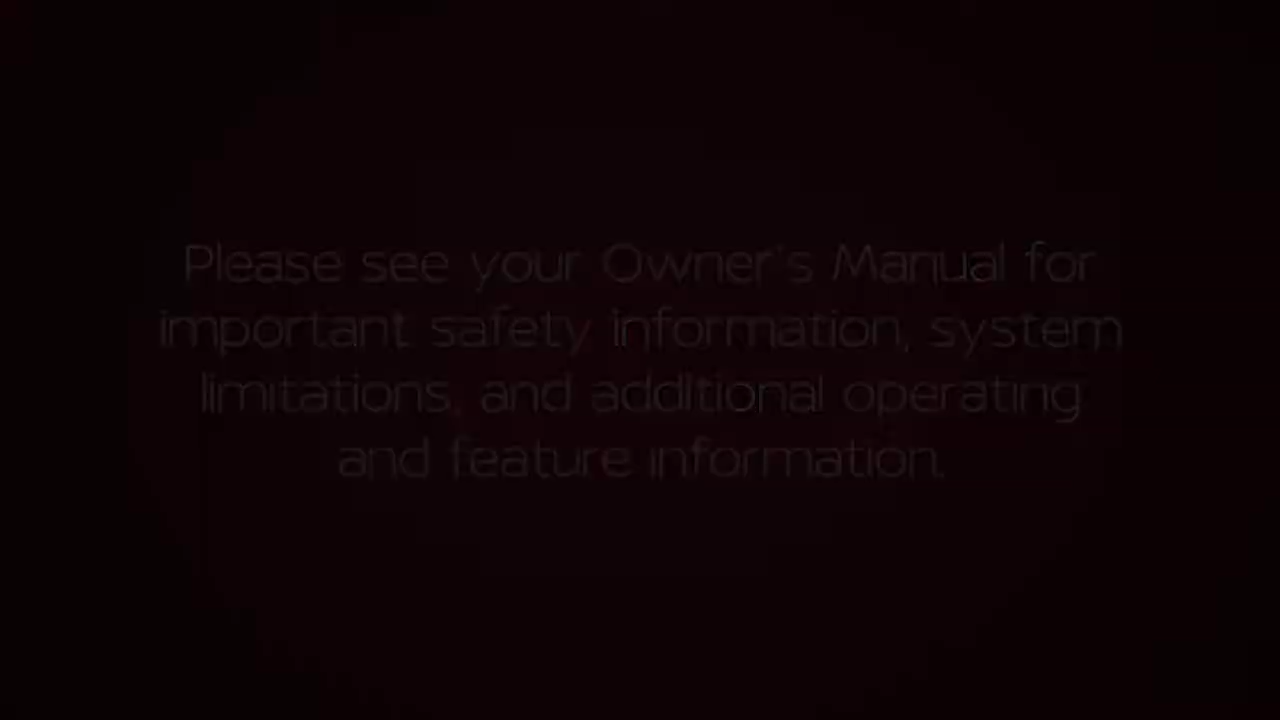 Please see your Owner's Manual for
important safety information, system
limitations, and additional operating
and feature information.